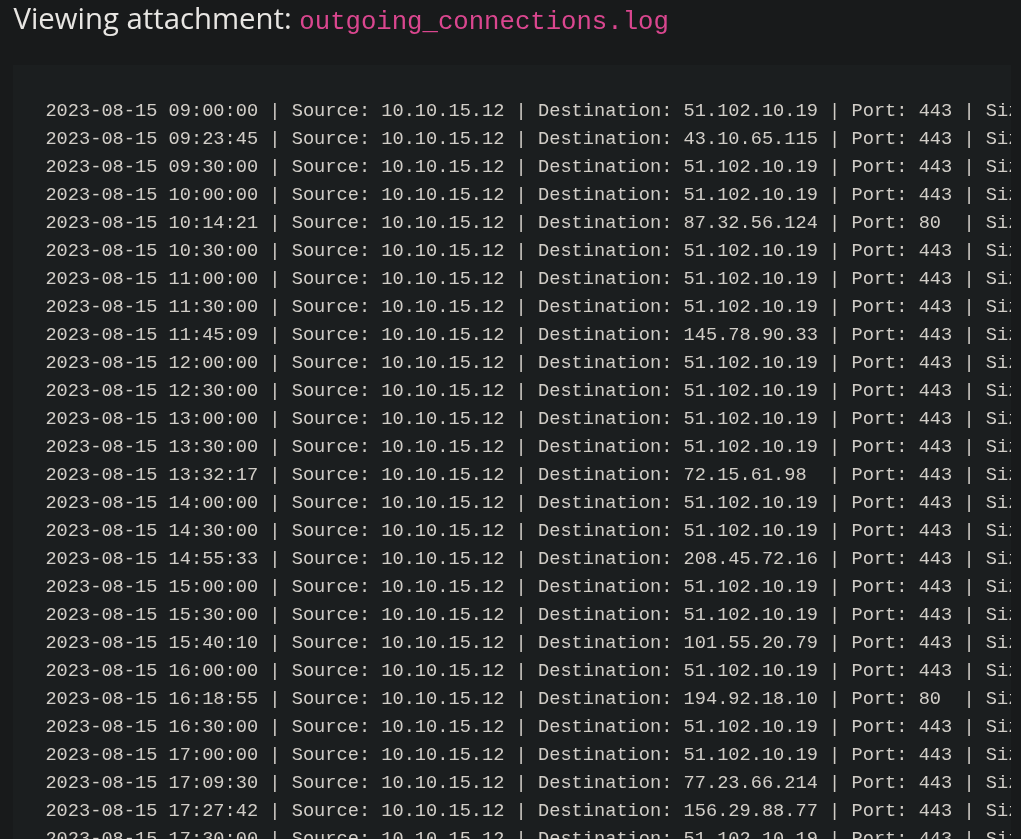 Viewing attachment: outgoing_connections.log
2023-08-15 09:00:00 | Source: 10.10.15.12 | Destination: 51.102.10.19 | Port: 443 | Si
2023-08-15 09:23:45 | Source: 10.10.15.12 | Destination: 43.10.65.115 | Port: 443 | Si
2023-08-15 09:30:00 | Source: 10.10.15.12 | Destination: 51.102.10.19 | Port: 443 | Si
2023-08-15 10:00:00 | Source: 10.10.15.12 | Destination: 51.102.10.19 | Port: 443 | Si
2023-08-15 10:14:21 | Source: 10.10.15.12 | Destination: 87.32.56.124 | Port: 80  | Si
2023-08-15 10:30:00 | Source: 10.10.15.12 | Destination: 51.102.10.19 | Port: 443 | Si
2023-08-15 11:00:00 | Source: 10.10.15.12 | Destination: 51.102.10.19 | Port: 443 | Si
2023-08-15 11:30:00 | Source: 10.10.15.12 | Destination: 51.102.10.19 | Port: 443 | Si
2023-08-15 11:45:09 | Source: 10.10.15.12 | Destination: 145.78.90.33 | Port: 443 | Si
2023-08-15 12:00:00 | Source: 10.10.15.12 | Destination: 51.102.10.19 | Port: 443 | Si
2023-08-15 12:30:00 | Source: 10.10.15.12 | Destination: 51.102.10.19 | Port: 443 | Si
2023-08-15 13:00:00 | Source: 10.10.15.12 | Destination: 51.102.10.19 | Port: 443 | Si
2023-08-15 13:30:00 | Source: 10.10.15.12 | Destination: 51.102.10.19 | Port: 443 | Si
2023-08-15 13:32:17 | Source: 10.10.15.12 | Destination: 72.15.61.98  | Port: 443 | Si
2023-08-15 14:00:00 | Source: 10.10.15.12 | Destination: 51.102.10.19 | Port: 443 | Si
2023-08-15 14:30:00 | Source: 10.10.15.12 | Destination: 51.102.10.19 | Port: 443 | Si
2023-08-15 14:55:33 | Source: 10.10.15.12 | Destination: 208.45.72.16 | Port: 443 | Si
2023-08-15 15:00:00 | Source: 10.10.15.12 | Destination: 51.102.10.19 | Port: 443 | Si
2023-08-15 15:30:00 | Source: 10.10.15.12 | Destination: 51.102.10.19 | Port: 443 | Si
2023-08-15 15:40:10 | Source: 10.10.15.12 | Destination: 101.55.20.79 | Port: 443 | Si
2023-08-15 16:00:00 | Source: 10.10.15.12 | Destination: 51.102.10.19 | Port: 443 | Si
2023-08-15 16:18:55 | Source: 10.10.15.12 | Destination: 194.92.18.10 | Port: 80  | Si
2023-08-15 16:30:00 | Source: 10.10.15.12 | Destination: 51.102.10.19 | Port: 443 | Si
2023-08-15 17:00:00 | Source: 10.10.15.12 | Destination: 51.102.10.19 | Port: 443 | Si
2023-08-15 17:09:30 | Source: 10.10.15.12 | Destination: 77.23.66.214 | Port: 443 | Si
2023-08-15 17:27:42 | Source: 10.10.15.12 | Destination: 156.29.88.77 | Port: 443 | Si
2023-08-15 17:30:00 | Source: 10.10.15.12 | Destination: 51.102.10.19 | Port: 443 | Si